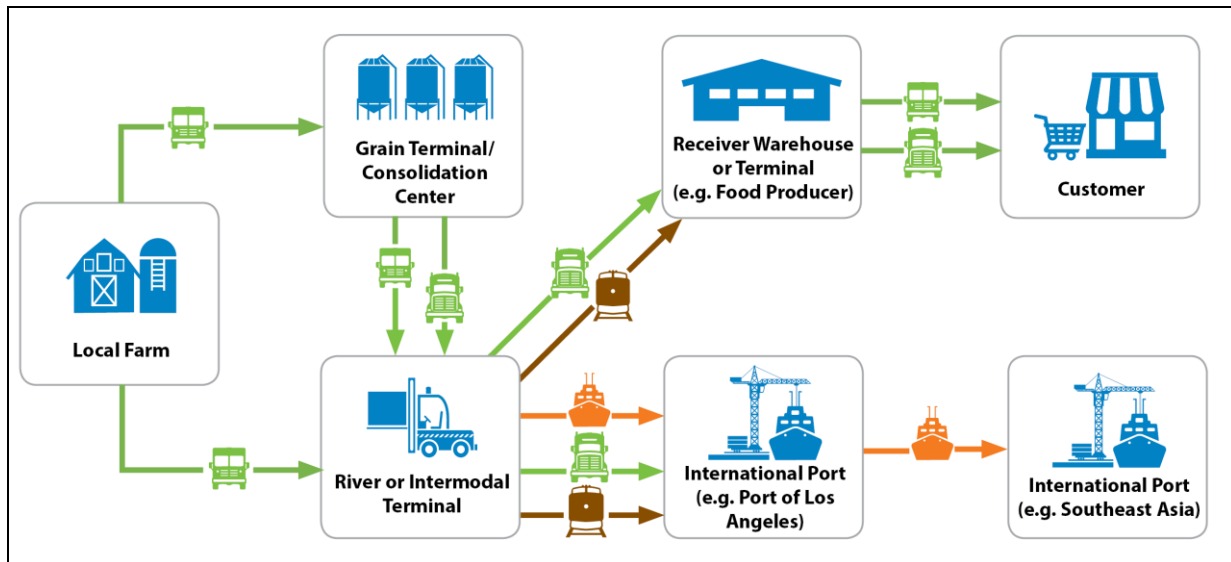 Grain Terminal/
Consolidation
Center
Receiver Warehouse
or Terminal
(e.g. Food Producer)
Customer
Local Farm
River or Intermodal
Terminal
International Port
(e.g. Port of Los
Angeles)
International Port
(e.g. Southeast Asia)